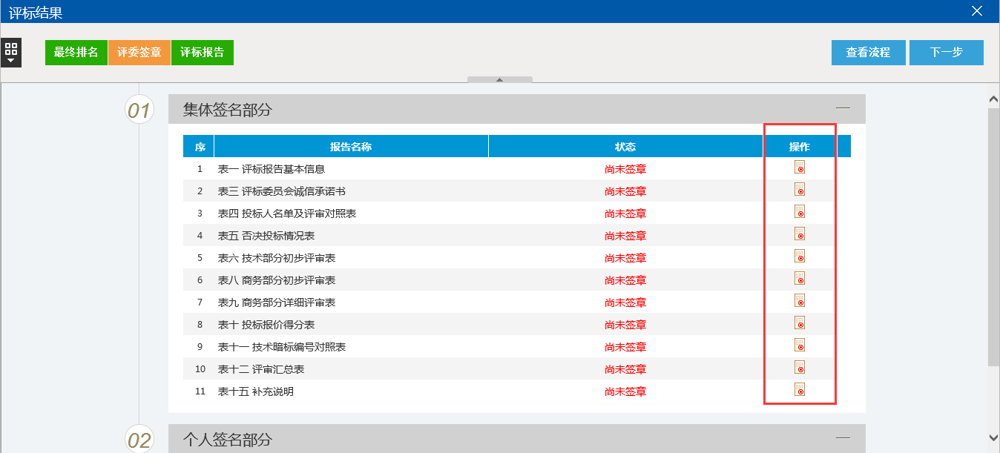 评标结果
最终排名 评委签章 评标报告 查看流程 下一步
01 集体签名部分
序 报告名称 状态 操作
1 表一 评标报告基本信息 尚未签章
2 表三 评标委员会诚信承诺书 尚未签章
3 表四 投标人名单及评审对照表 尚未签章
4 表五 否决投标情况表 尚未签章
5 表六 技术部分初步评审表 尚未签章
6 表八 商务部分初步评审表 尚未签章
7 表九 商务部分详细评审表 尚未签章
8 表十 投标报价得分表 尚未签章
9 表十一 技术暗标编号对照表 尚未签章
10 表十二 评审汇总表 尚未签章
11 表十五 补充说明 尚未签章
02 个人签名部分